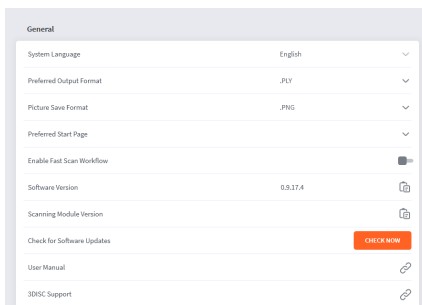 General
System Language English
Preferred Output Format .PLY
Picture Save Format .PNG
Preferred Start Page
Enable Fast Scan Workflow
Software Version 0.9.17.4
Scanning Module Version
Check for Software Updates CHECK NOW
User Manual
3DISC Support